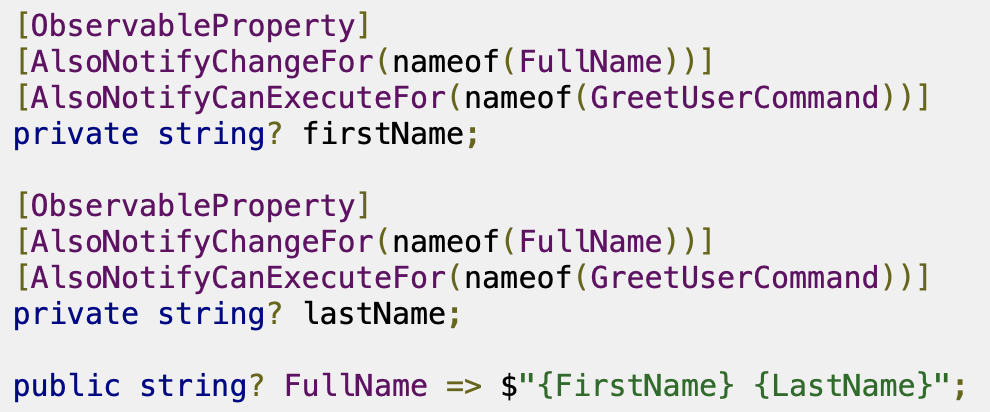 [ObservableProperty]
[AlsoNotifyChangeFor(nameof(FullName))]
[AlsoNotifyCanExecuteFor(nameof(GreetUserCommand))]
private string? firstName;
[ObservableProperty]
[AlsoNotifyChangeFor(nameof(FullName))]
[AlsoNotifyCanExecuteFor(nameof(GreetUserCommand))]
private string? lastName;
public string? FullName => $"{FirstName} {LastName}";